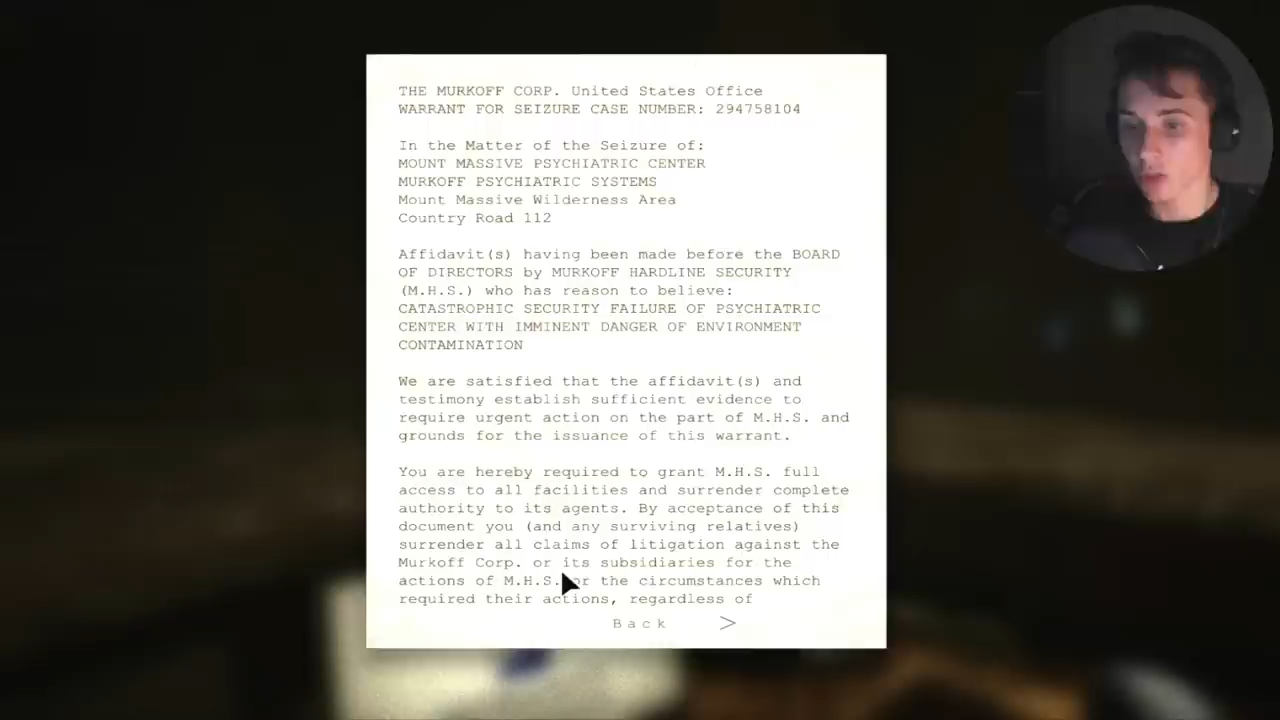 THE MURKOFF CORP. United States Office
WARRANT FOR SEIZURE CASE NUMBER: 294758104
In the Matter of the Seizure of:
MOUNT MASSIVE PSYCHIATRIC CENTER
MURKOFF PSYCHIATRIC SYSTEMS
Mount Massive Wilderness Area
Country Road 112
Affidavit(s) having been made before the BOARD
OF DIRECTORS by MURKOFF HARDLINE SECURITY
(M.H.S.) who has reason to believe:
CATASTROPHIC SECURITY FAILURE OF PSYCHIATRIC
CENTER WITH IMMINENT DANGER OF ENVIRONMENT
CONTAMINATION
We are satisfied that the affidavit(s) and
testimony establish sufficient evidence to
require urgent action on the part of M.H.S. and
grounds for the issuance of this warrant.
You are hereby required to grant M.H.S. full
access to all facilities and surrender complete
authority to its agents. By acceptance of this
document you (and any surviving relatives)
surrender all claims of litigation against the
Murkoff Corp. or its subsidiaries for the
actions of M.H.S. or the circumstances which
required their actions, regardless of
Back >